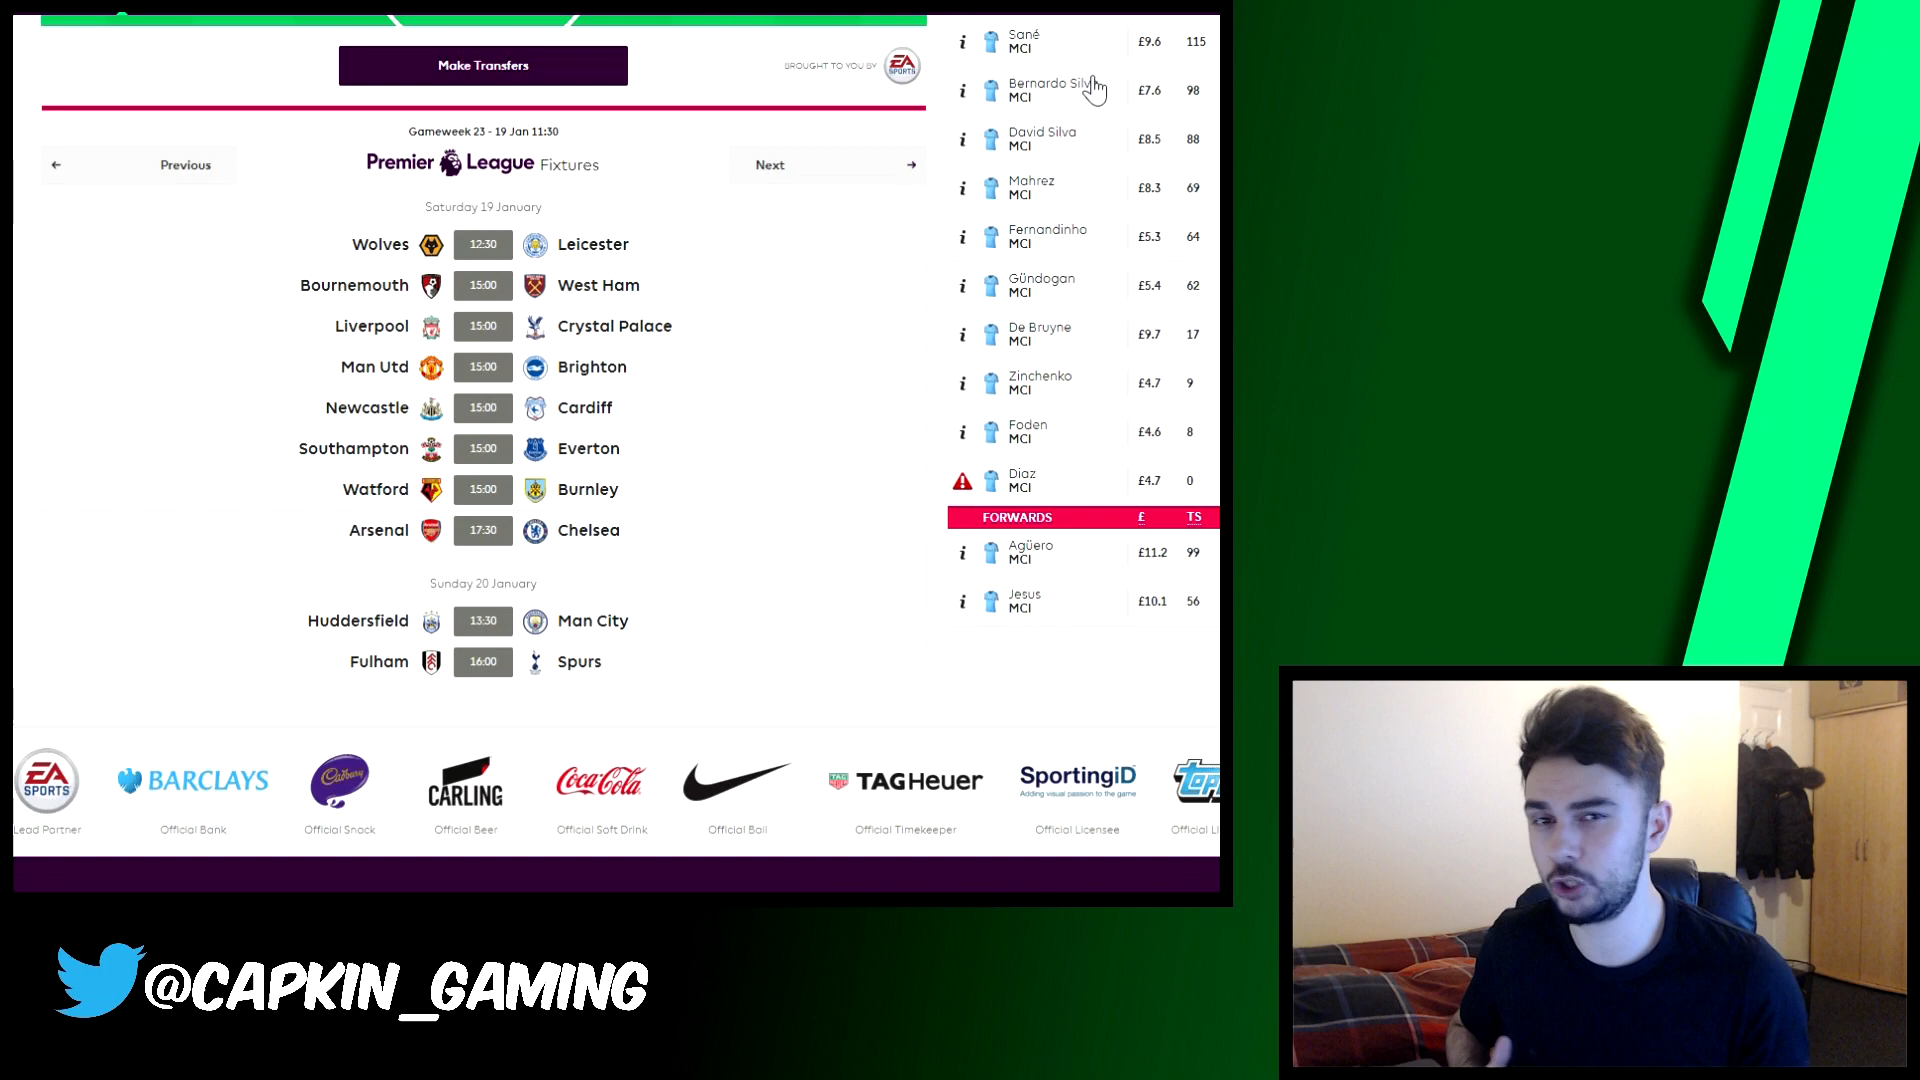 Make Transfers
BROUGHT TO YOU BY
EA
SPORTS
Gameweek 23 - 19 Jan 11:30
Previous
Premier League Fixtures
Next
Saturday 19 January
Wolves 12:30 Leicester
Bournemouth 15:00 West Ham
Liverpool 15:00 Crystal Palace
Man Utd 15:00 Brighton
Newcastle 15:00 Cardiff
Southampton 15:00 Everton
Watford 15:00 Burnley
Arsenal 17:30 Chelsea
Sunday 20 January
Huddersfield 13:30 Man City
Fulham 16:00 Spurs
i Sané MCI £9.6 115
i Bernardo Silv MCI £7.6 98
i David Silva MCI £8.5 88
i Mahrez MCI £8.3 69
i Fernandinho MCI £5.3 64
i Gündogan MCI £5.4 62
i De Bruyne MCI £9.7 17
i Zinchenko MCI £4.7 9
i Foden MCI £4.6 8
Diaz MCI £4.7 0
FORWARDS £ TS
i Agüero MCI £11.2 99
i Jesus MCI £10.1 56
EA SPORTS
Lead Partner
BARCLAYS
Official Bank
Cadbury
Official Snack
CARLING
Official Beer
Coca-Cola
Official Soft Drink
Official Ball
TAG HEUER
TAGHeuer
Official Timekeeper
SportingiD
Adding visual passion to the game
Official Licensee
Topp
Official Li
@CAPKIN_GAMING